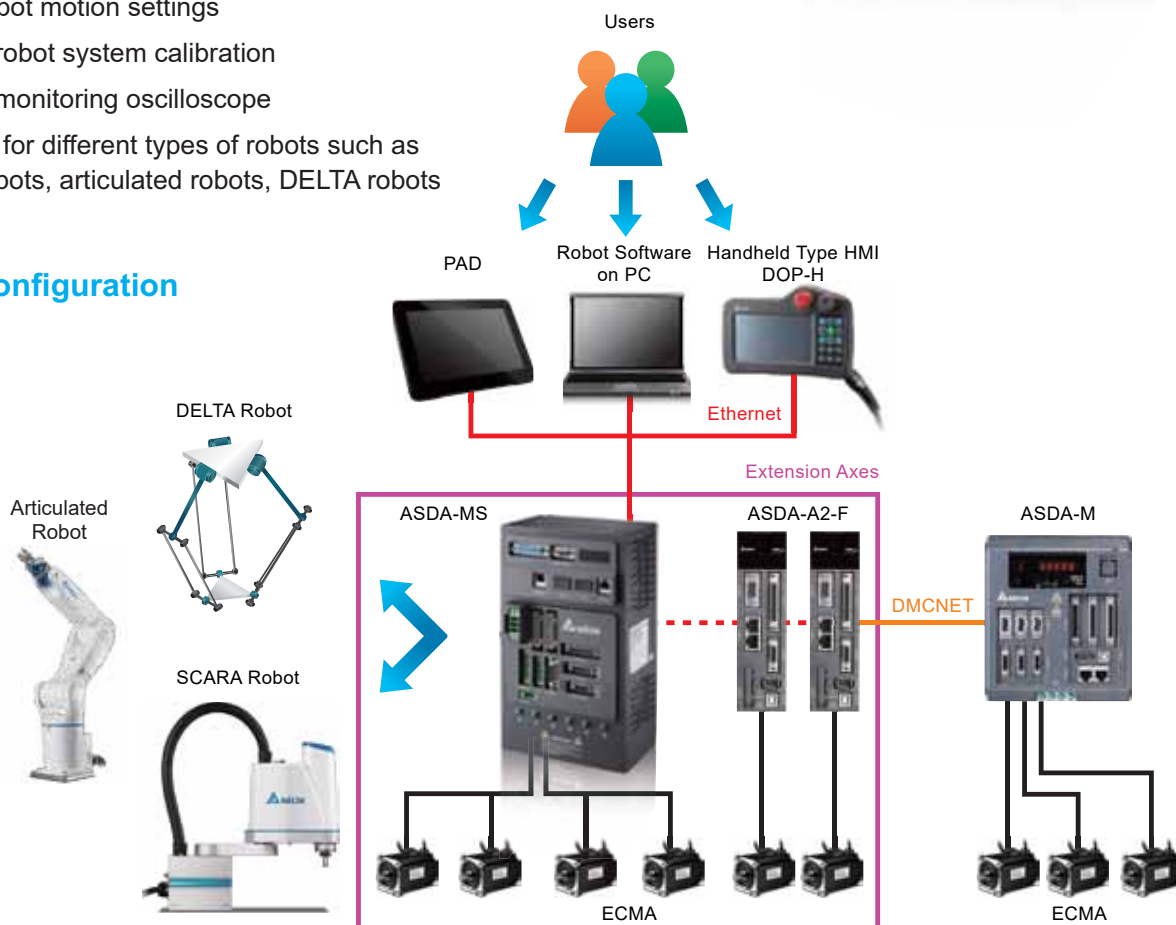 bot motion settings
robot system calibration
monitoring oscilloscope
for different types of robots such as
bots, articulated robots, DELTA robots
onfiguration
Users
PAD
Robot Software
on PC
Handheld Type HMI
DOP-H
Ethernet
DELTA Robot
Articulated
Robot
SCARA Robot
Extension Axes
ASDA-MS
ASDA-A2-F
ASDA-M
DMCNET
ECMA
ECMA